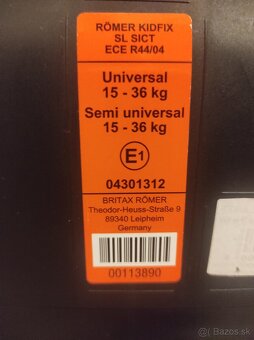 RÖMER KIDFIX
SL SICT
ECE R44/04
Universal
15 - 36 kg
Semi universal
15 - 36 kg
E1
04301312
BRITAX RÖMER
Theodor-Heuss-Straße 9
89340 Leipheim
Germany
00113890
Bazos.sk